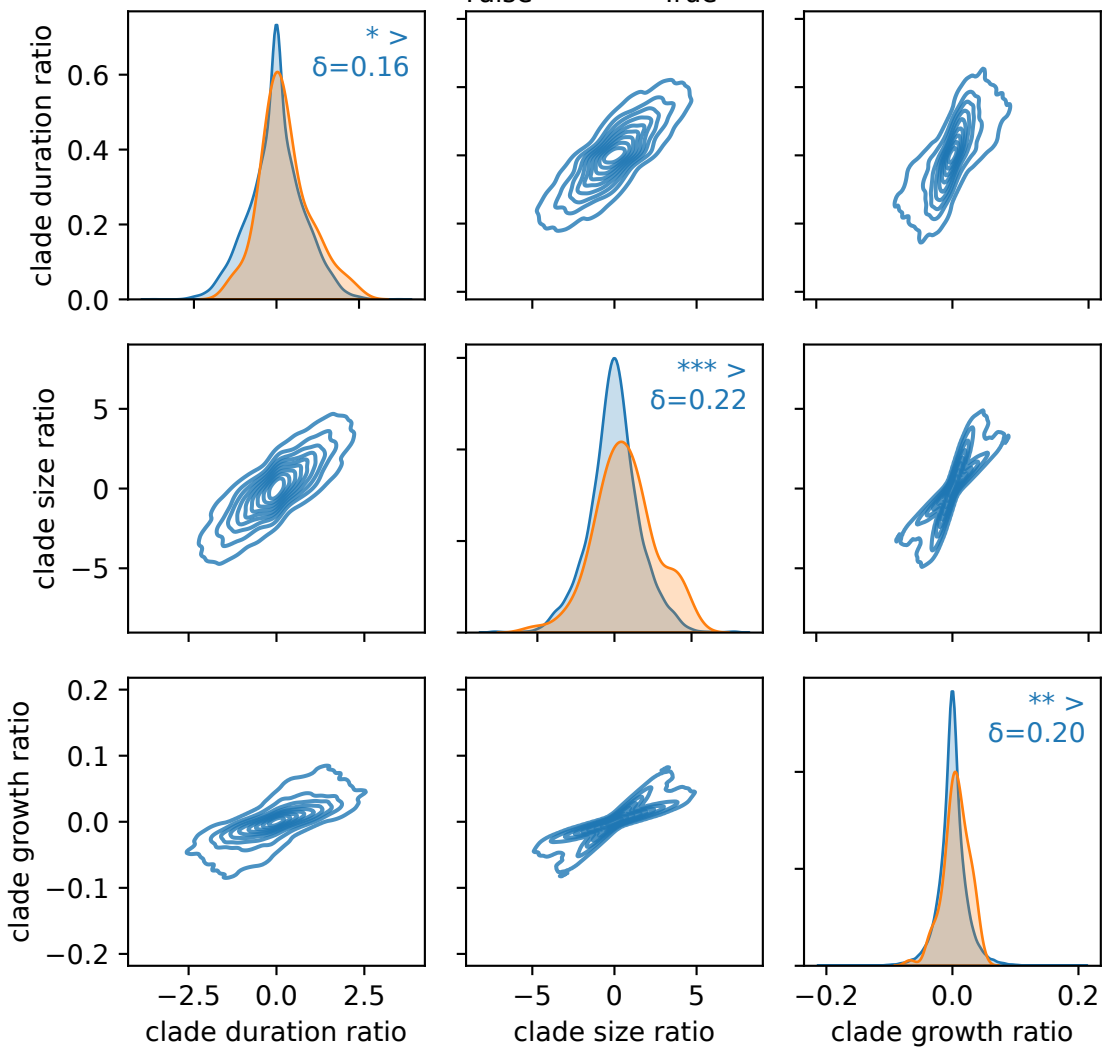 True
* >
δ=0.16
clade duration ratio
0.6
0.4
0.2
0.0
*** >
δ=0.22
clade size ratio
5
0
−5
** >
δ=0.20
clade growth ratio
0.2
0.1
0.0
−0.1
−0.2
−2.5 0.0 2.5 −5 0 5 −0.2 0.0 0.2
clade duration ratio clade size ratio clade growth ratio